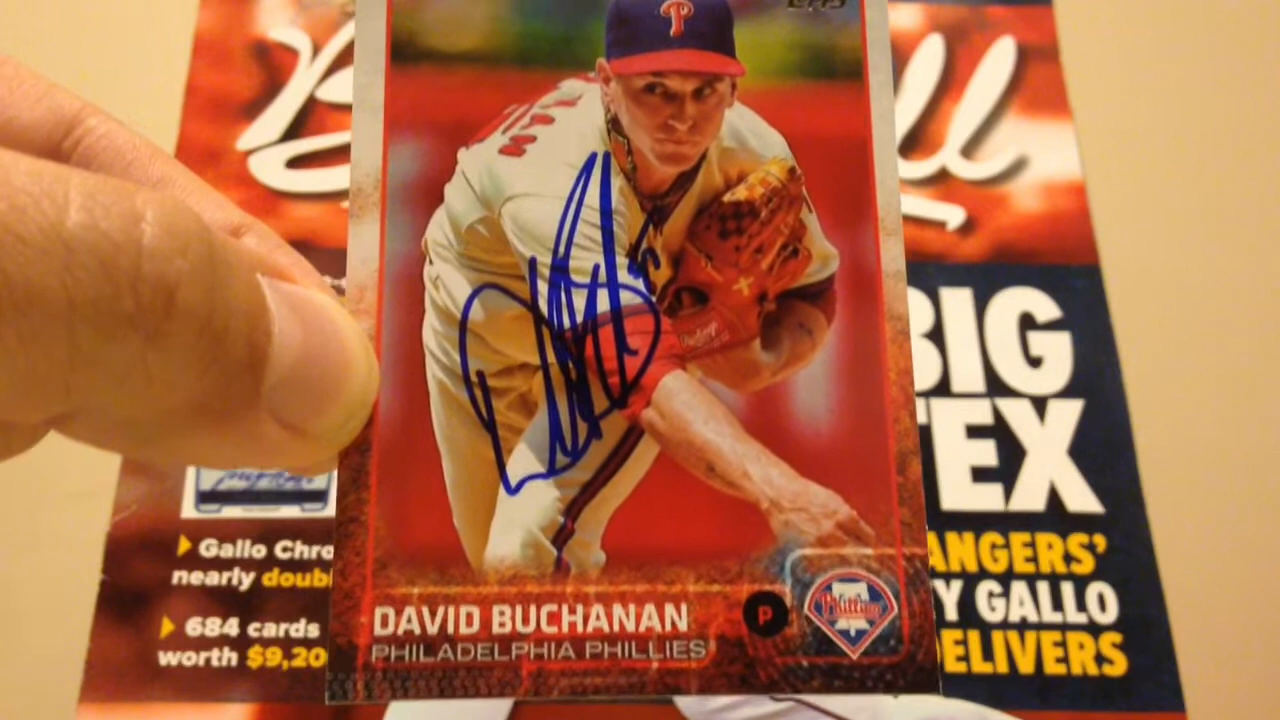 P
DAVID BUCHANAN
P
Phillies
PHILADELPHIA PHILLIES
BIG
TEX
ANGERS'
Y GALLO
ELIVERS
Gallo Chro
nearly doubl
684 cards
worth $9,20